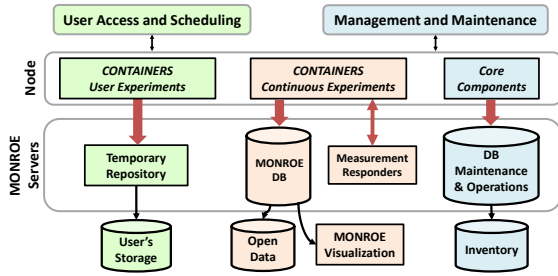 User Access and Scheduling
Management and Maintenance
Node
CONTAINERS
User Experiments
CONTAINERS
Continuous Experiments
Core
Components
MONROE
Servers
Temporary
Repository
MONROE
DB
Measurement
Responders
DB
Maintenance
& Operations
User's
Storage
Open
Data
MONROE
Visualization
Inventory